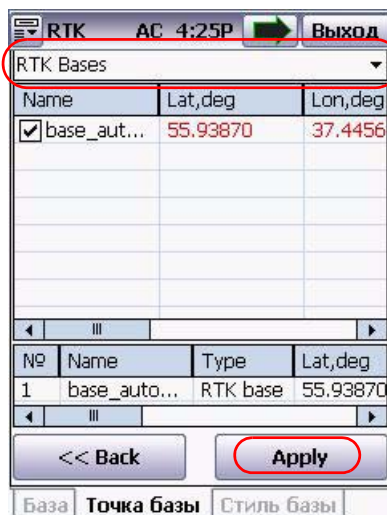 RTK AC 4:25P Выход
RTK Bases
Name Lat,deg Lon,deg
base_aut... 55.93870 37.4456
№ Name Type Lat,deg
1 base_auto... RTK base 55.93870
<< Back Apply
База Точка базы Стиль базы